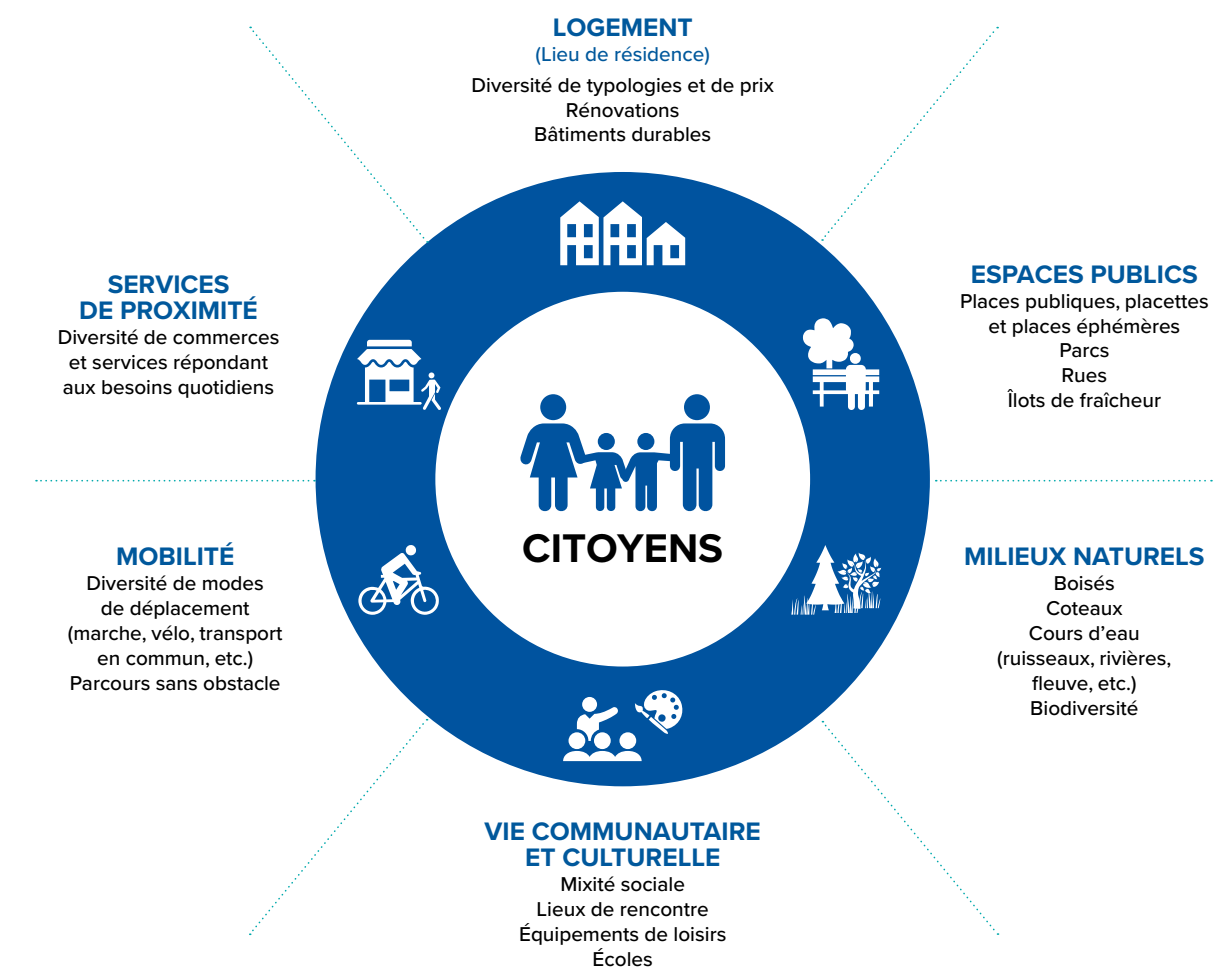 LOGEMENT
(Lieu de résidence)
Diversité de typologies et de prix
Rénovations
Bâtiments durables
ESPACES PUBLICS
Places publiques, placettes
et places éphémères
Parcs
Rues
Îlots de fraîcheur
MILIEUX NATURELS
Boisés
Coteaux
Cours d'eau
(ruisseaux, rivières,
fleuve, etc.)
Biodiversité
VIE COMMUNAUTAIRE
ET CULTURELLE
Mixité sociale
Lieux de rencontre
Équipements de loisirs
Écoles
MOBILITÉ
Diversité de modes
de déplacement
(marche, vélo, transport
en commun, etc.)
Parcours sans obstacle
SERVICES
DE PROXIMITÉ
Diversité de commerces
et services répondant
aux besoins quotidiens
CITOYENS